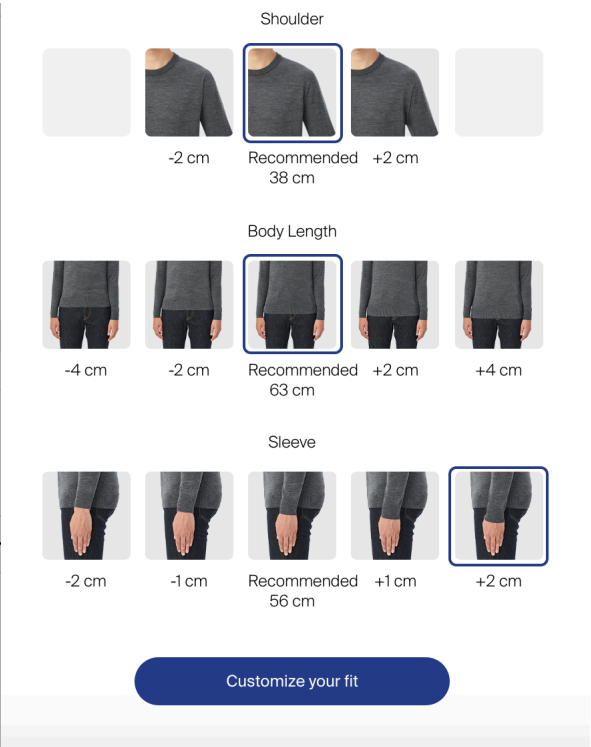 Shoulder
-2 cm
Recommended
38 cm
+2 cm
Body Length
-4 cm
-2 cm
Recommended
63 cm
+2 cm
+4 cm
Sleeve
-2 cm
-1 cm
Recommended
56 cm
+1 cm
+2 cm
Customize your fit